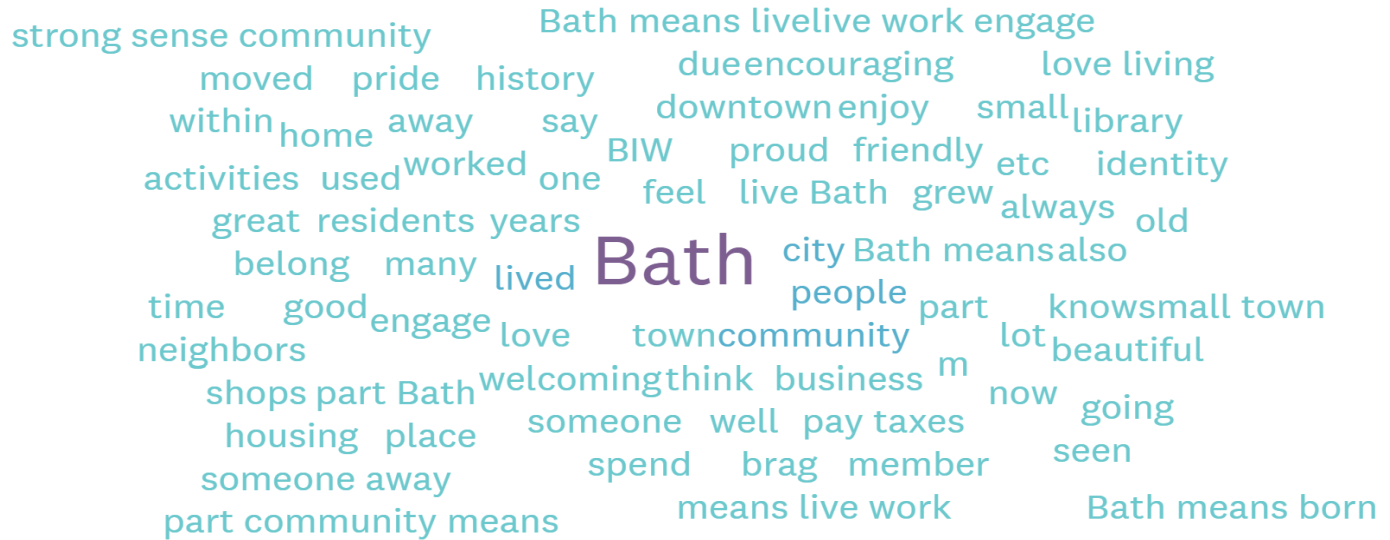 strong sense community Bath means livelive work engage
moved pride history dueencouraging love living
within home away say downtown enjoy small library
activities used worked one BIW proud friendly etc identity
great residents years feel live Bath grew always old
belong many lived Bath city Bath meansalso
time good engage love people part knowsmall town
neighbors towncommunity lot beautiful
shops part Bath welcomingthink business m now going
housing place someone well pay taxes seen
someone away spend brag member
part community means means live work Bath means born